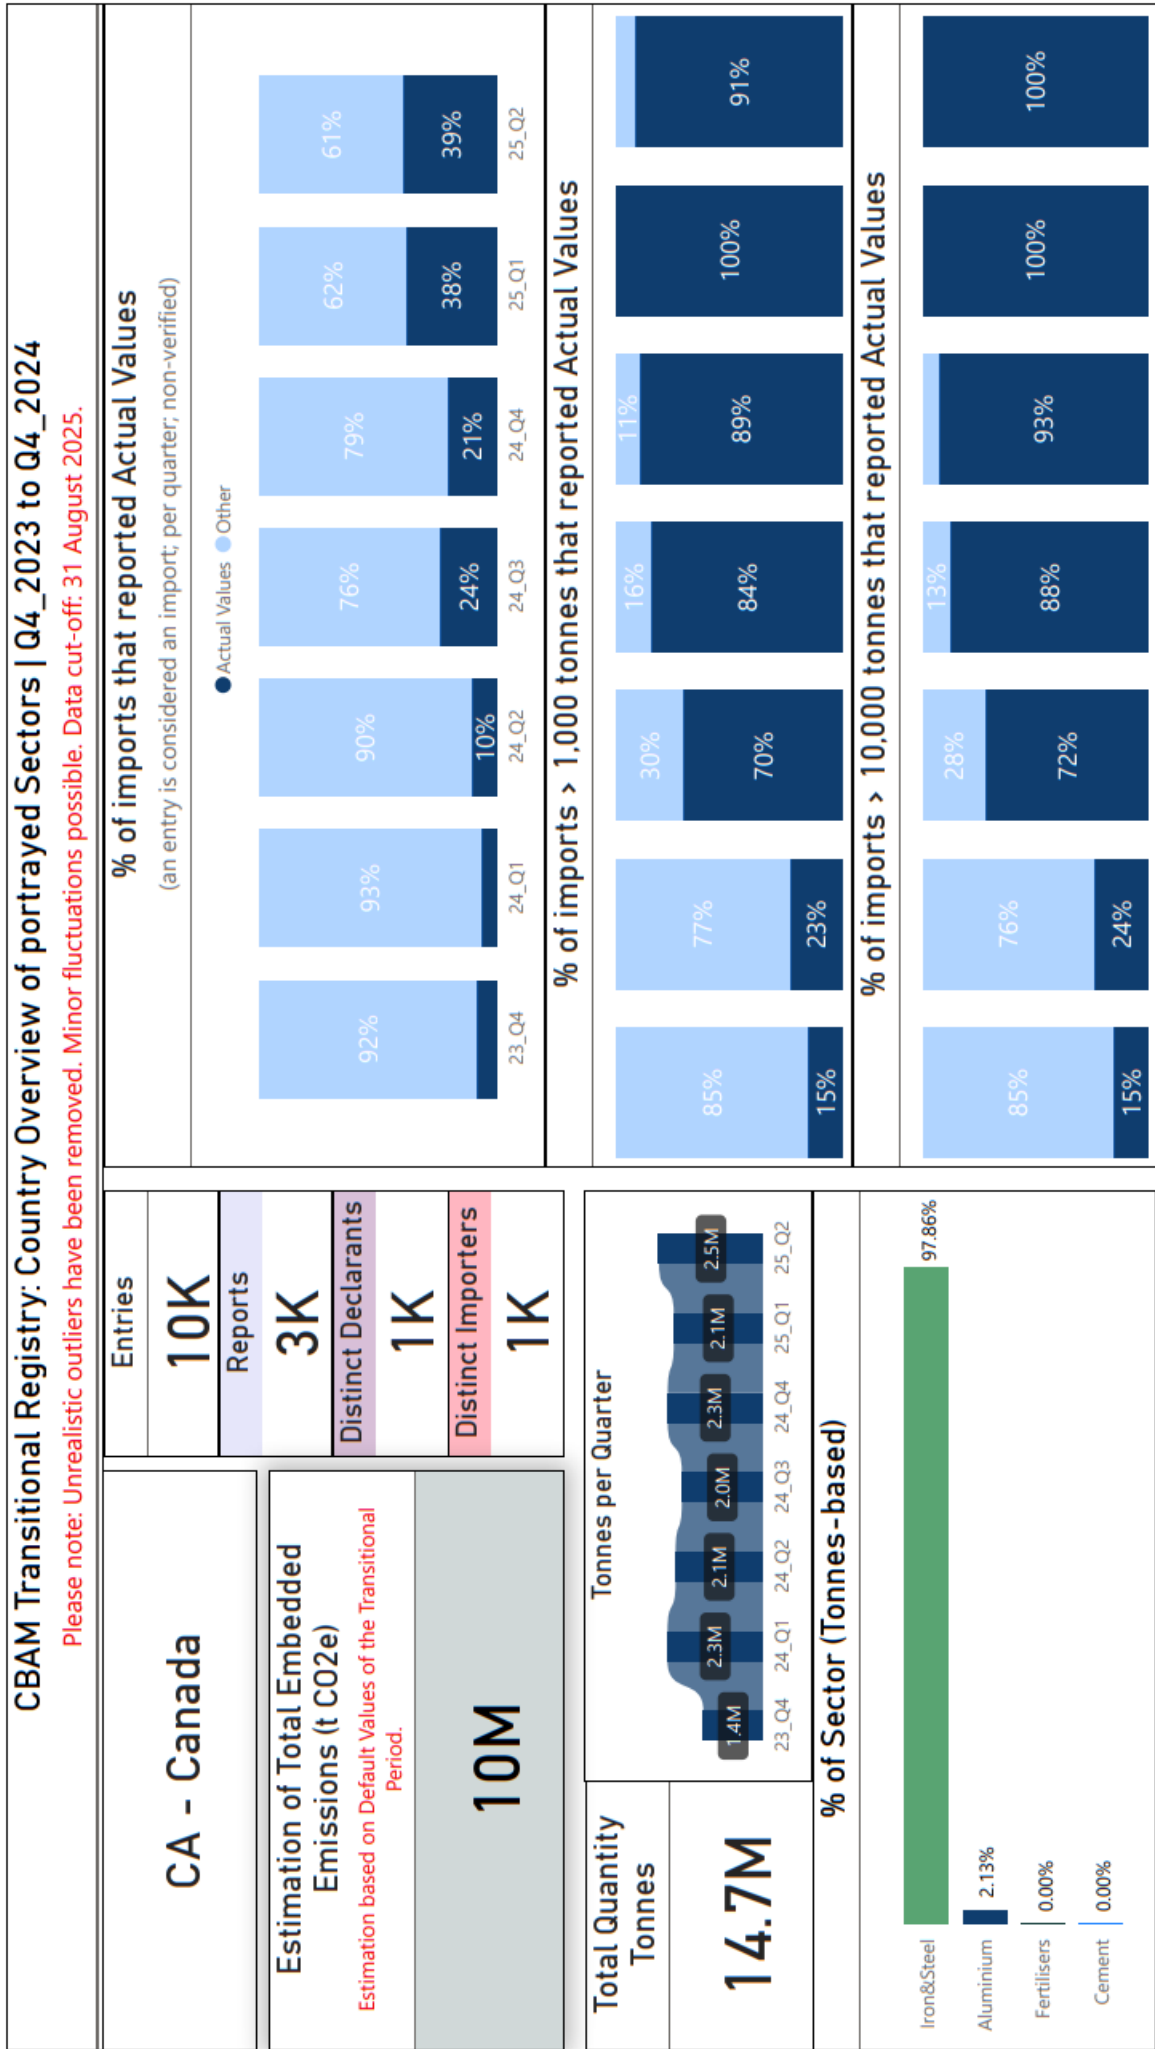 CBAM Transitional Registry: Country Overview of portrayed Sectors | Q4_2023 to Q4_2024
Please note: Unrealistic outliers have been removed. Minor fluctuations possible. Data cut-off: 31 August 2025.
CA - Canada
Estimation of Total Embedded
Emissions (t CO2e)
Estimation based on Default Values of the Transitional
Period.
10M
Entries
10K
Reports
3K
Distinct Declarants
1K
Distinct Importers
1K
Total Quantity
Tonnes
14.7M
Tonnes per Quarter
1.4M 2.3M 2.1M 2.0M 2.3M 2.1M 2.5M
23_Q4 24_Q1 24_Q2 24_Q3 24_Q4 25_Q1 25_Q2
% of Sector (Tonnes-based)
Iron&Steel 97.86%
Aluminium 2.13%
Fertilisers 0.00%
Cement 0.00%
% of imports that reported Actual Values
(an entry is considered an import; per quarter; non-verified)
Actual Values Other
92% 93% 90% 76% 79% 62% 61%
10% 24% 21% 38% 39%
23_Q4 24_Q1 24_Q2 24_Q3 24_Q4 25_Q1 25_Q2
% of imports > 1,000 tonnes that reported Actual Values
85% 77% 30% 16% 11%
15% 23% 70% 84% 89% 100% 91%
% of imports > 10,000 tonnes that reported Actual Values
85% 76% 28% 13%
15% 24% 72% 88% 93% 100% 100%